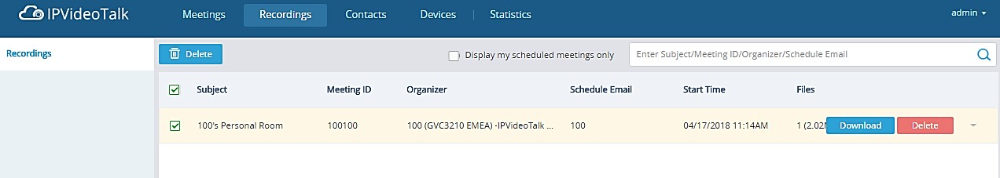 IPVideoTalk Meetings Recordings Contacts Devices Statistics admin
Recordings
Delete Display my scheduled meetings only Enter Subject/Meeting ID/Organizer/Schedule Email
Subject Meeting ID Organizer Schedule Email Start Time Files
100's Personal Room 100100 100 (GVC3210 EMEA) -IPVideoTalk ... 100 04/17/2018 11:14AM 1 (2.02 Download Delete